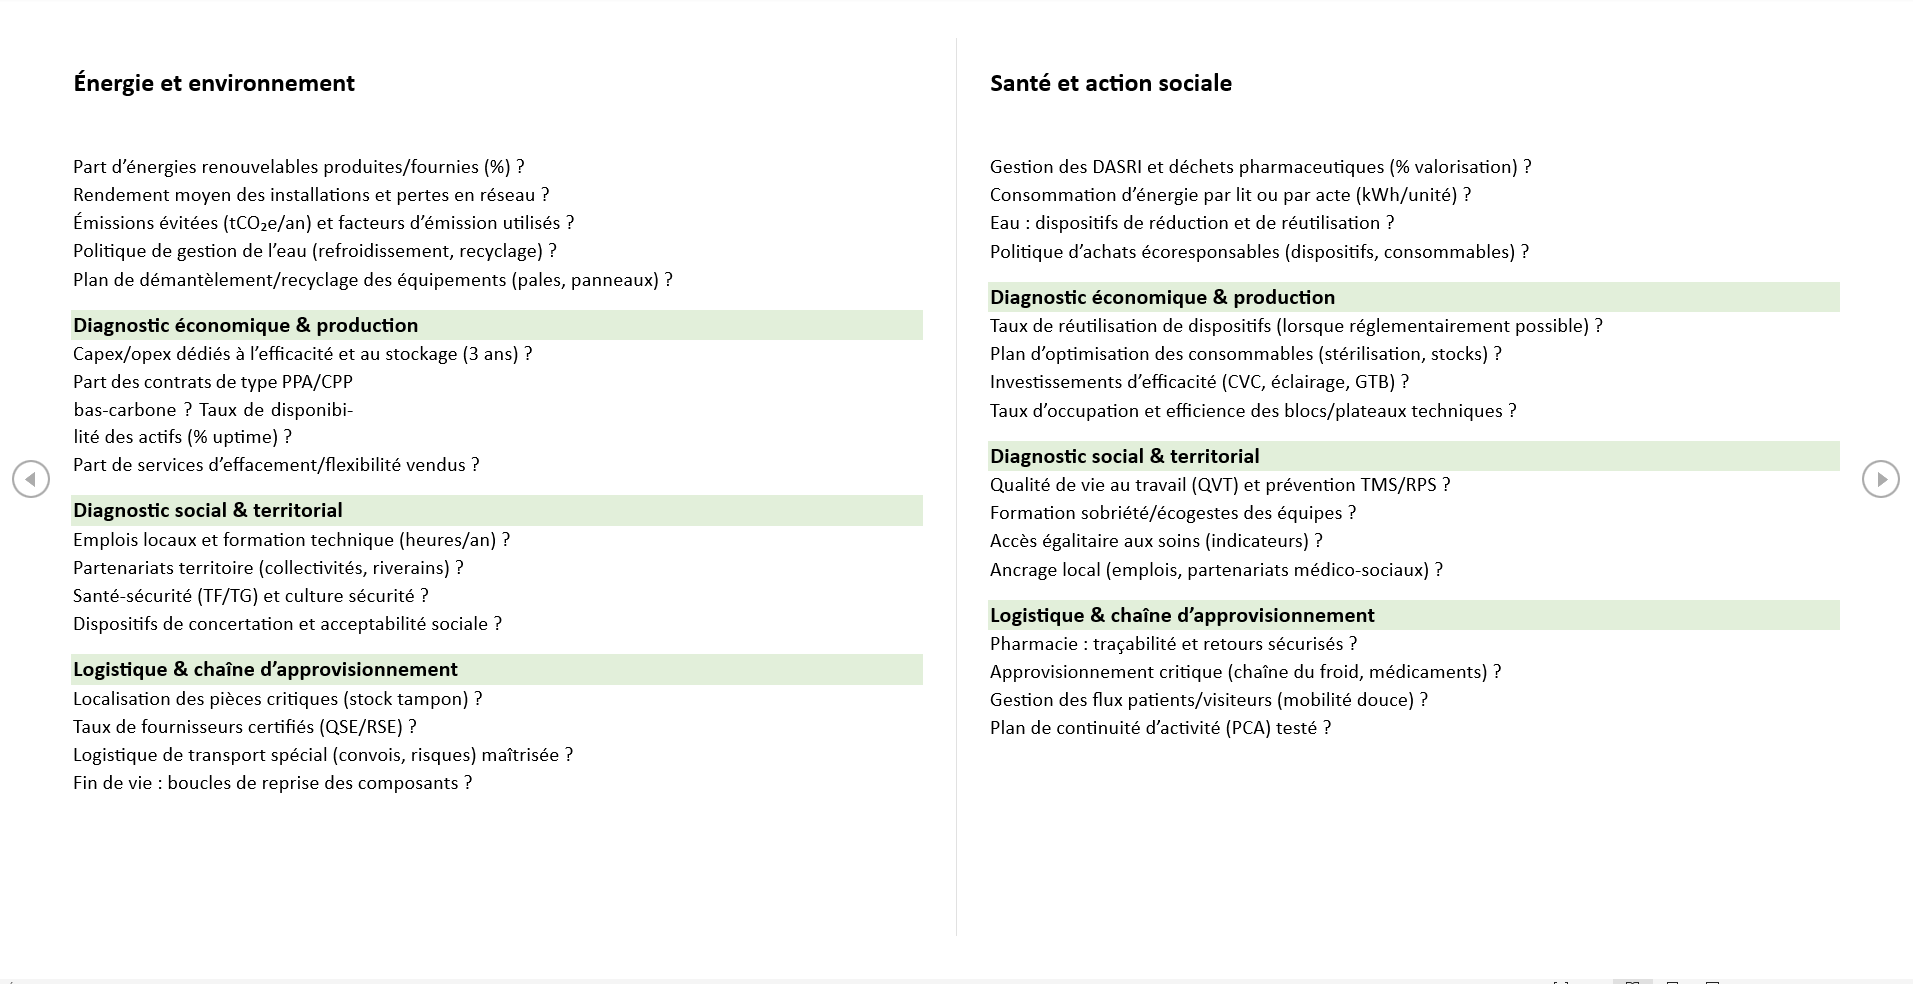 Énergie et environnement
Part d’énergies renouvelables produites/fournies (%) ?
Rendement moyen des installations et pertes en réseau ?
Émissions évitées (tCO₂e/an) et facteurs d’émission utilisés ?
Politique de gestion de l’eau (refroidissement, recyclage) ?
Plan de démantèlement/recyclage des équipements (pales, panneaux) ?
Diagnostic économique & production
Capex/opex dédiés à l’efficacité et au stockage (3 ans) ?
Part des contrats de type PPA/CPP
bas-carbone ? Taux de disponibi-
lité des actifs (% uptime) ?
Part de services d’effacement/flexibilité vendus ?
Diagnostic social & territorial
Emplois locaux et formation technique (heures/an) ?
Partenariats territoire (collectivités, riverains) ?
Santé-sécurité (TF/TG) et culture sécurité ?
Dispositifs de concertation et acceptabilité sociale ?
Logistique & chaîne d’approvisionnement
Localisation des pièces critiques (stock tampon) ?
Taux de fournisseurs certifiés (QSE/RSE) ?
Logistique de transport spécial (convois, risques) maîtrisée ?
Fin de vie : boucles de reprise des composants ?
Santé et action sociale
Gestion des DASRI et déchets pharmaceutiques (% valorisation) ?
Consommation d’énergie par lit ou par acte (kWh/unité) ?
Eau : dispositifs de réduction et de réutilisation ?
Politique d’achats écoresponsables (dispositifs, consommables) ?
Diagnostic économique & production
Taux de réutilisation de dispositifs (lorsque réglementairement possible) ?
Plan d’optimisation des consommables (stérilisation, stocks) ?
Investissements d’efficacité (CVC, éclairage, GTB) ?
Taux d’occupation et efficience des blocs/plateaux techniques ?
Diagnostic social & territorial
Qualité de vie au travail (QVT) et prévention TMS/RPS ?
Formation sobriété/écogestes des équipes ?
Accès égalitaire aux soins (indicateurs) ?
Ancrage local (emplois, partenariats médico-sociaux) ?
Logistique & chaîne d’approvisionnement
Pharmacie : traçabilité et retours sécurisés ?
Approvisionnement critique (chaîne du froid, médicaments) ?
Gestion des flux patients/visiteurs (mobilité douce) ?
Plan de continuité d’activité (PCA) testé ?